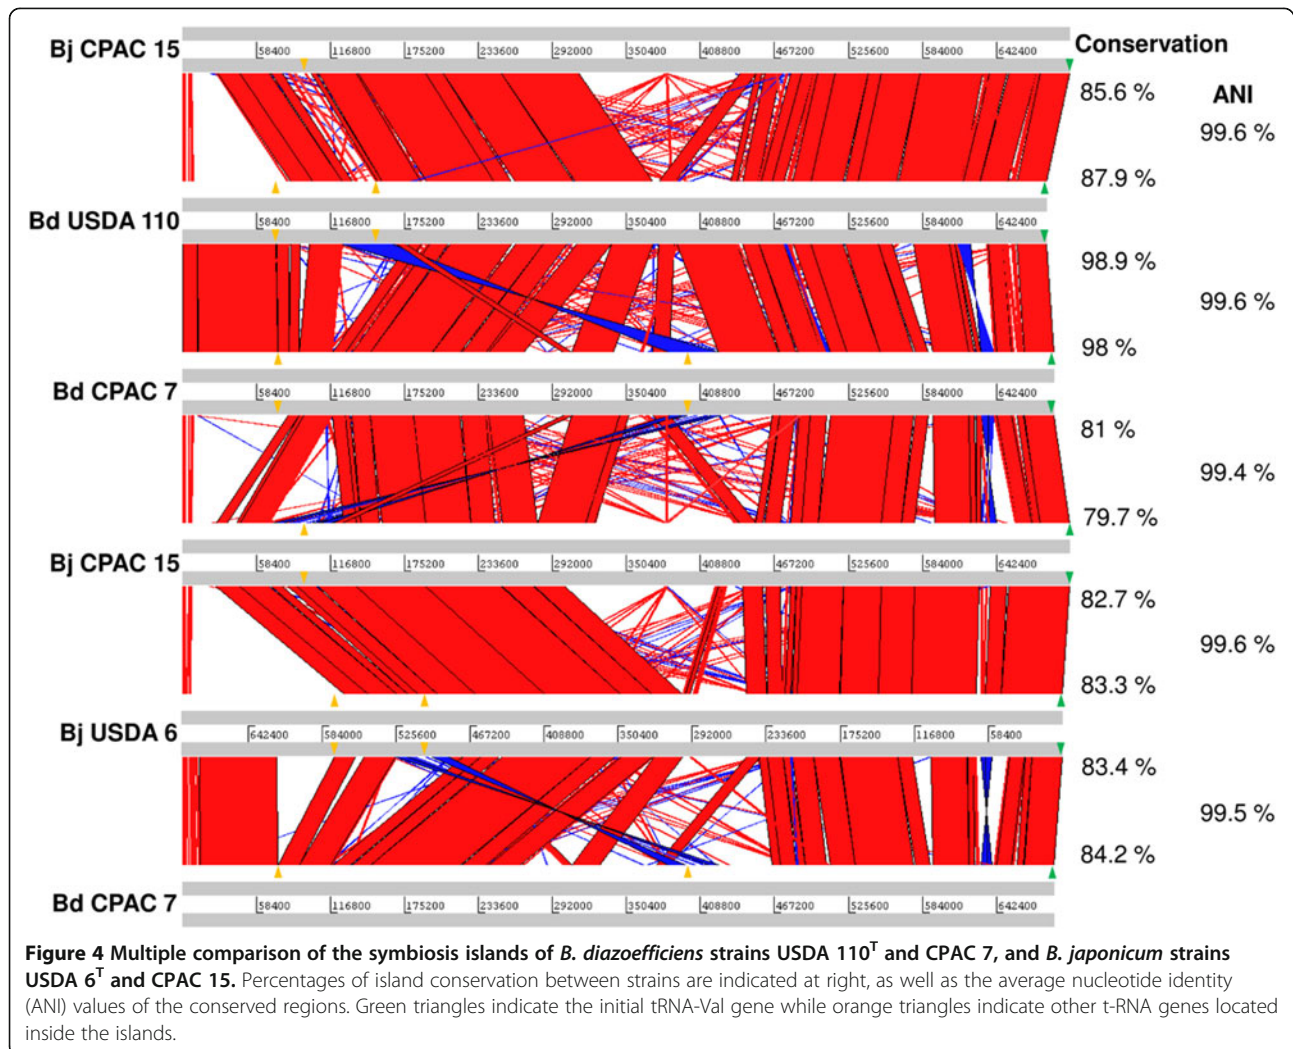 Bj CPAC 15
58400 116800 175200 233600 292000 350400 408800 467200 525600 584000 642400
Conservation
85.6 %
ANI
99.6 %
87.9 %
Bd USDA 110
58400 116800 175200 233600 292000 350400 408800 467200 525600 584000 642400
98.9 %
99.6 %
98 %
Bd CPAC 7
58400 116800 175200 233600 292000 350400 408800 467200 525600 584000 642400
81 %
99.4 %
79.7 %
Bj CPAC 15
58400 116800 175200 233600 292000 350400 408800 467200 525600 584000 642400
82.7 %
99.6 %
83.3 %
Bj USDA 6
642400 584000 525600 467200 408800 350400 292000 233600 175200 116800 58400
83.4 %
99.5 %
84.2 %
Bd CPAC 7
58400 116800 175200 233600 292000 350400 408800 467200 525600 584000 642400
Figure 4 Multiple comparison of the symbiosis islands of B. diazoefficiens strains USDA 110T and CPAC 7, and B. japonicum strains
USDA 6T and CPAC 15. Percentages of island conservation between strains are indicated at right, as well as the average nucleotide identity
(ANI) values of the conserved regions. Green triangles indicate the initial tRNA-Val gene while orange triangles indicate other t-RNA genes located
inside the islands.